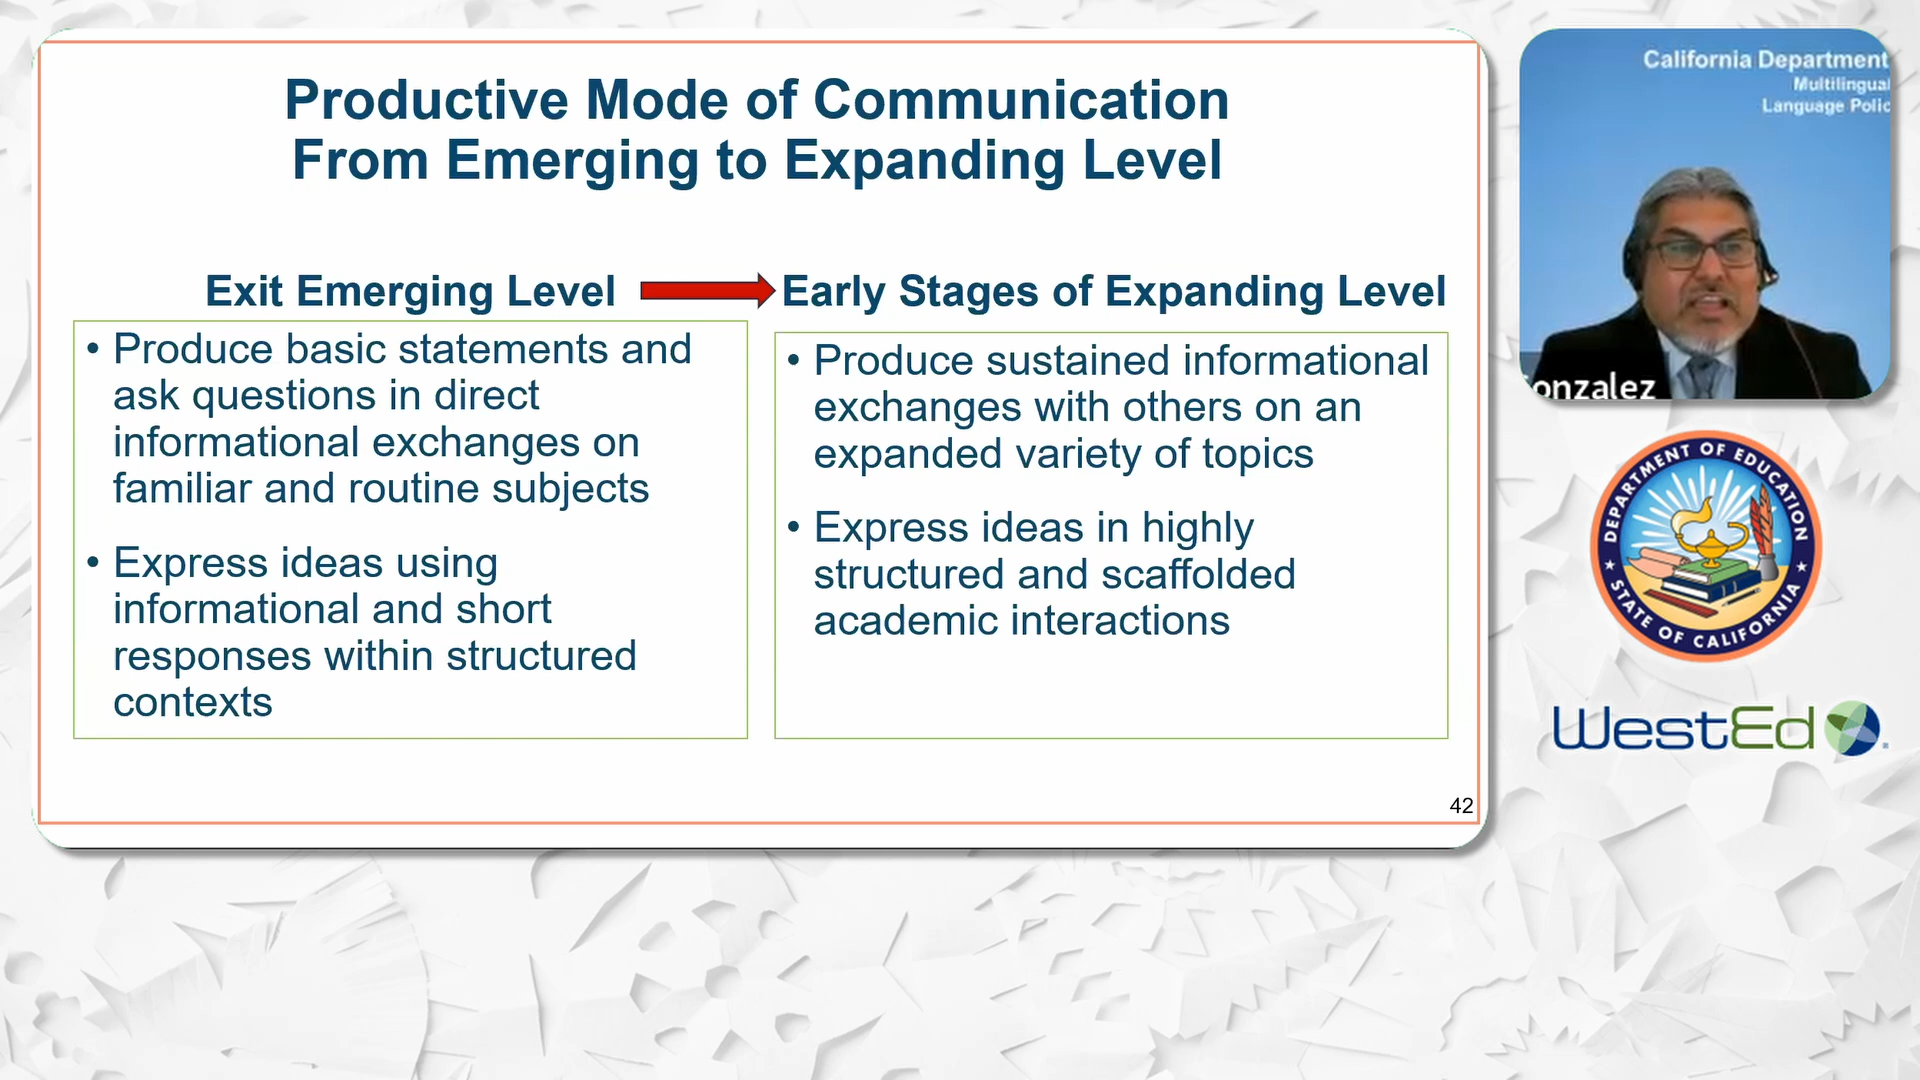 Productive Mode of Communication
From Emerging to Expanding Level
Exit Emerging Level
Early Stages of Expanding Level
• Produce basic statements and
ask questions in direct
informational exchanges on
familiar and routine subjects
• Express ideas using
informational and short
responses within structured
contexts
• Produce sustained informational
exchanges with others on an
expanded variety of topics
• Express ideas in highly
structured and scaffolded
academic interactions
42
California Department
Multilingual
Language Polic
onzalez
DEPARTMENT OF EDUCATION
STATE OF CALIFORNIA
WestEd